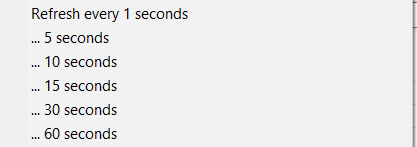 Refresh every 1 seconds
... 5 seconds
... 10 seconds
... 15 seconds
... 30 seconds
... 60 seconds